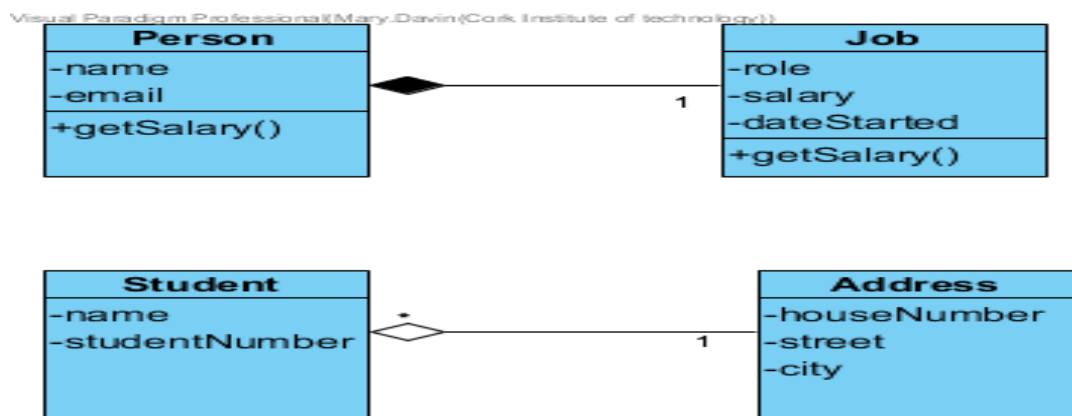 Visual Paradigm Professional(Mary.Davin(Cork Institute of technology))
Person
-name
-email
+getSalary()
1
Job
-role
-salary
-dateStarted
+getSalary()
Student
-name
-studentNumber
*
1
Address
-houseNumber
-street
-city